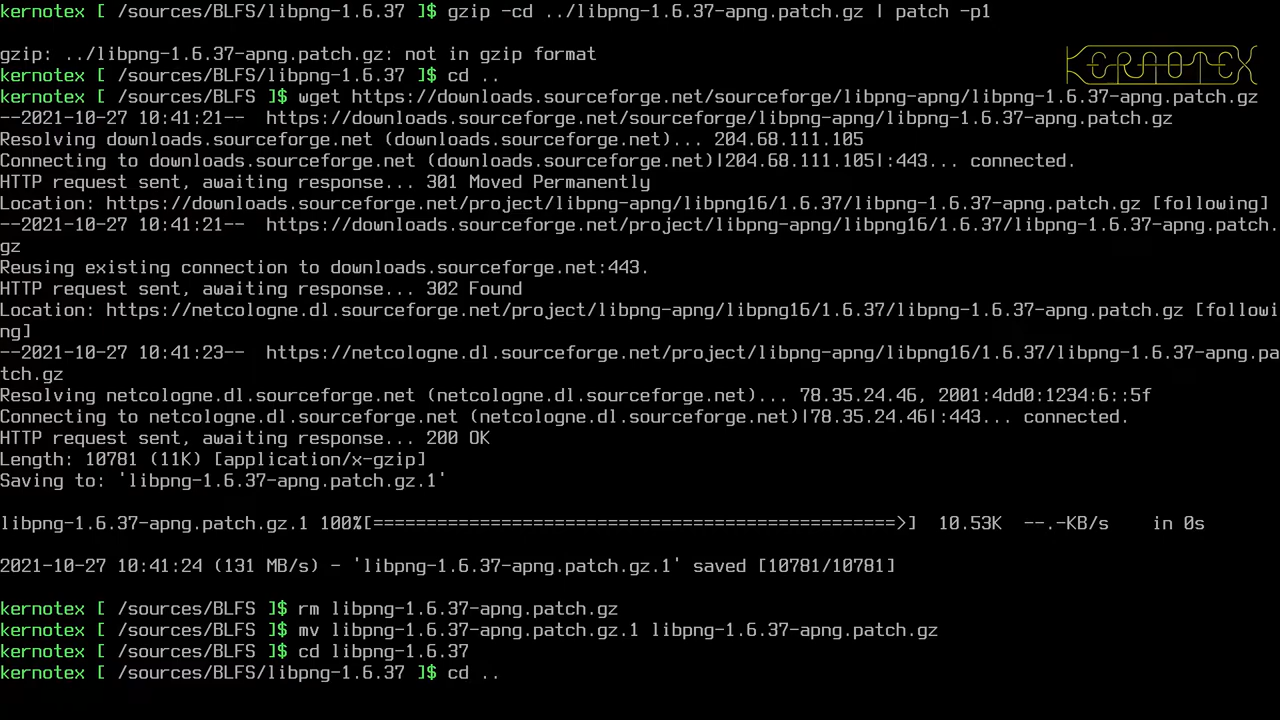 kernotex [ /sources/BLFS/libpng-1.6.37 ]$ gzip -cd ../libpng-1.6.37-apng.patch.gz | patch -p1
gzip: ../libpng-1.6.37-apng.patch.gz: not in gzip format
KERNOTEX
kernotex [ /sources/BLFS/libpng-1.6.37 ]$ cd ..
kernotex [ /sources/BLFS ]$ wget https://downloads.sourceforge.net/sourceforge/libpng-apng/libpng-1.6.37-apng.patch.gz
--2021-10-27 10:41:21--  https://downloads.sourceforge.net/sourceforge/libpng-apng/libpng-1.6.37-apng.patch.gz
Resolving downloads.sourceforge.net (downloads.sourceforge.net)... 204.68.111.105
Connecting to downloads.sourceforge.net (downloads.sourceforge.net)|204.68.111.105|:443... connected.
HTTP request sent, awaiting response... 301 Moved Permanently
Location: https://downloads.sourceforge.net/project/libpng-apng/libpng16/1.6.37/libpng-1.6.37-apng.patch.gz [following]
--2021-10-27 10:41:21--  https://downloads.sourceforge.net/project/libpng-apng/libpng16/1.6.37/libpng-1.6.37-apng.patch.
gz
Reusing existing connection to downloads.sourceforge.net:443.
HTTP request sent, awaiting response... 302 Found
Location: https://netcologne.dl.sourceforge.net/project/libpng-apng/libpng16/1.6.37/libpng-1.6.37-apng.patch.gz [followi
ng]
--2021-10-27 10:41:23--  https://netcologne.dl.sourceforge.net/project/libpng-apng/libpng16/1.6.37/libpng-1.6.37-apng.pa
tch.gz
Resolving netcologne.dl.sourceforge.net (netcologne.dl.sourceforge.net)... 78.35.24.46, 2001:4dd0:1234:6::5f
Connecting to netcologne.dl.sourceforge.net (netcologne.dl.sourceforge.net)|78.35.24.46|:443... connected.
HTTP request sent, awaiting response... 200 OK
Length: 10781 (11K) [application/x-gzip]
Saving to: 'libpng-1.6.37-apng.patch.gz.1'
libpng-1.6.37-apng.patch.gz.1 100%[=================================================>]  10.53K  --.-KB/s    in 0s
2021-10-27 10:41:24 (131 MB/s) - 'libpng-1.6.37-apng.patch.gz.1' saved [10781/10781]
kernotex [ /sources/BLFS ]$ rm libpng-1.6.37-apng.patch.gz
kernotex [ /sources/BLFS ]$ mv libpng-1.6.37-apng.patch.gz.1 libpng-1.6.37-apng.patch.gz
kernotex [ /sources/BLFS ]$ cd libpng-1.6.37
kernotex [ /sources/BLFS/libpng-1.6.37 ]$ cd ..